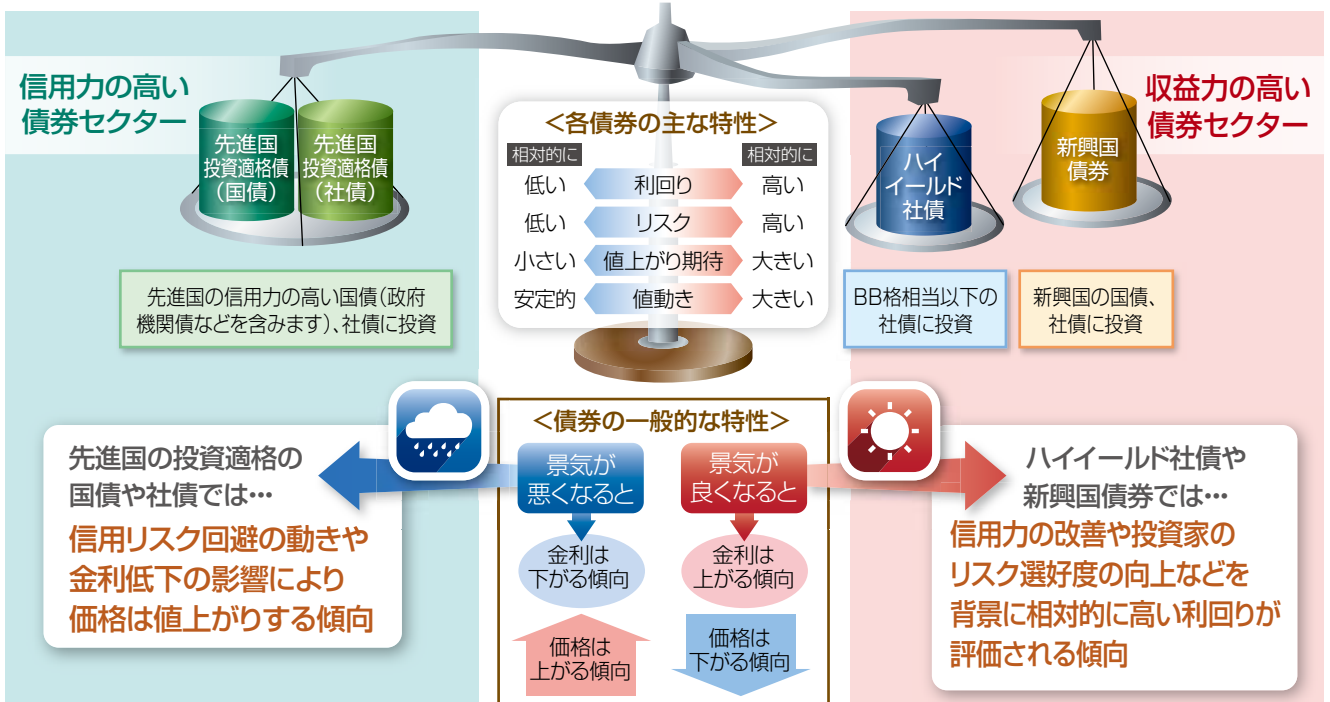 信用力の高い
債券セクター
先進国
投資適格債
(国債)
先進国
投資適格債
(社債)
<各債券の主な特性>
相対的に
相対的に
低い 利回り 高い
低い リスク 高い
小さい 値上がり期待 大きい
安定的 値動き 大きい
収益力の高い
債券セクター
ハイ
イールド
社債
新興国
債券
先進国の信用力の高い国債(政府
機関債などを含みます)、社債に投資
BB格相当以下の
社債に投資
新興国の国債、
社債に投資
先進国の投資適格の
国債や社債では…
信用リスク回避の動きや
金利低下の影響により
価格は値上がりする傾向
<債券の一般的な特性>
景気が
悪くなると
金利は
下がる傾向
価格は
上がる傾向
景気が
良くなると
金利は
上がる傾向
価格は
下がる傾向
ハイイールド社債や
新興国債券では…
信用力の改善や投資家の
リスク選好度の向上などを
背景に相対的に高い利回りが
評価される傾向